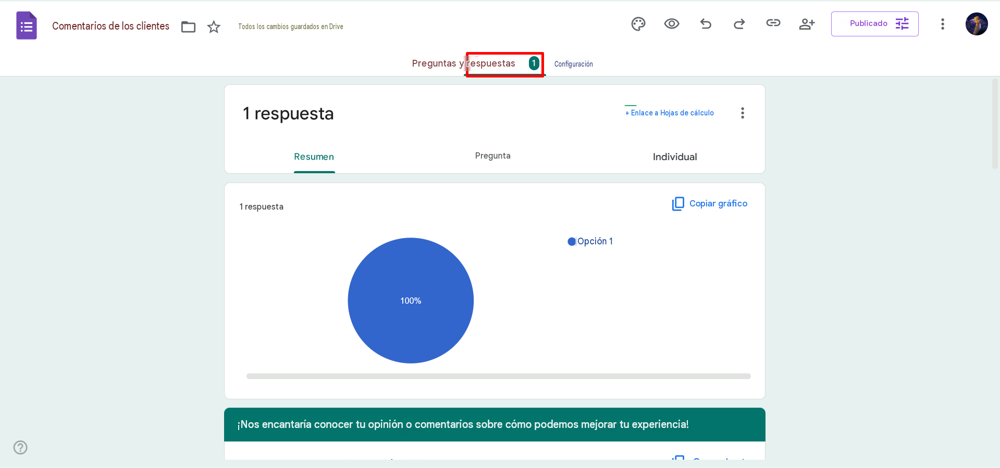 Comentarios de los clientes
Todos los cambios guardados en Drive
Publicado
Preguntas y respuestas 1
Configuración
1 respuesta
+ Enlace a Hojas de cálculo
Resumen
Pregunta
Individual
1 respuesta
Copiar gráfico
Opción 1
100%
¡Nos encantaría conocer tu opinión o comentarios sobre cómo podemos mejorar tu experiencia!